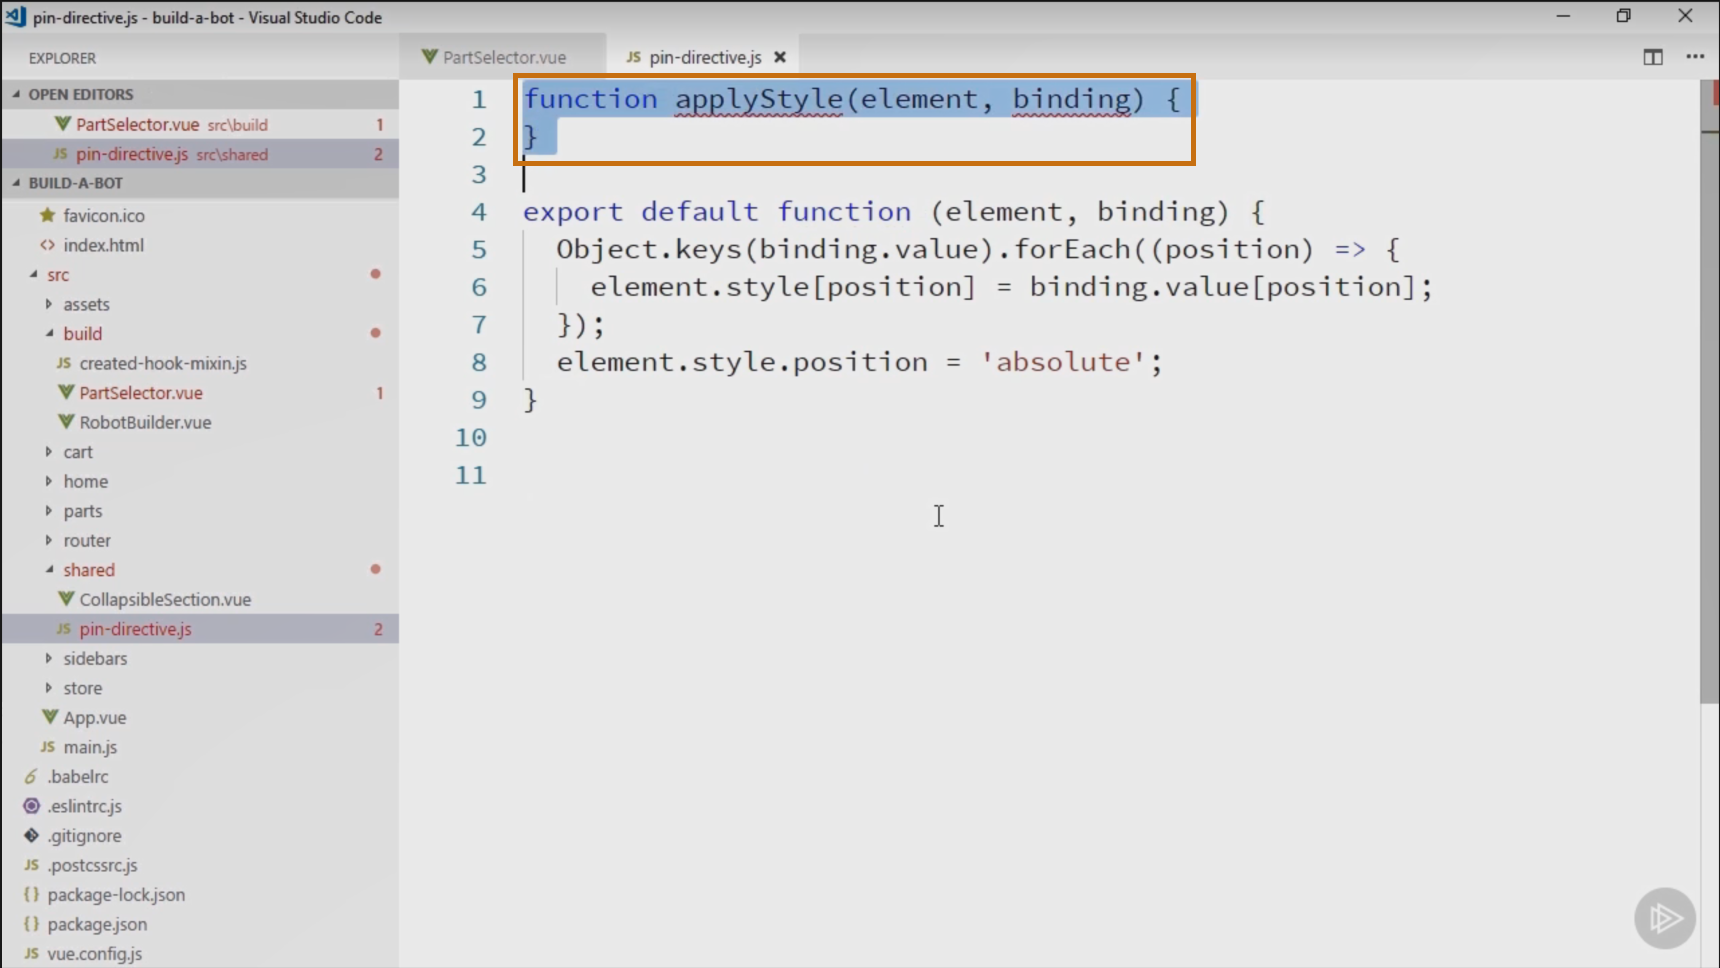 pin-directive.js - build-a-bot - Visual Studio Code
EXPLORER
OPEN EDITORS
PartSelector.vue src\build 1
JS pin-directive.js src\shared 2
BUILD-A-BOT
favicon.ico
<> index.html
src
assets
build
JS created-hook-mixin.js
PartSelector.vue 1
RobotBuilder.vue
cart
home
parts
router
shared
CollapsibleSection.vue
JS pin-directive.js 2
sidebars
store
App.vue
JS main.js
6 .babelrc
.eslintrc.js
.gitignore
JS .postcssrc.js
{} package-lock.json
{} package.json
JS vue.config.js
PartSelector.vue
JS pin-directive.js
1 function applyStyle(element, binding) {
2 }
3
4 export default function (element, binding) {
5 Object.keys(binding.value).forEach((position) => {
6 element.style[position] = binding.value[position];
7 });
8 element.style.position = 'absolute';
9 }
10
11